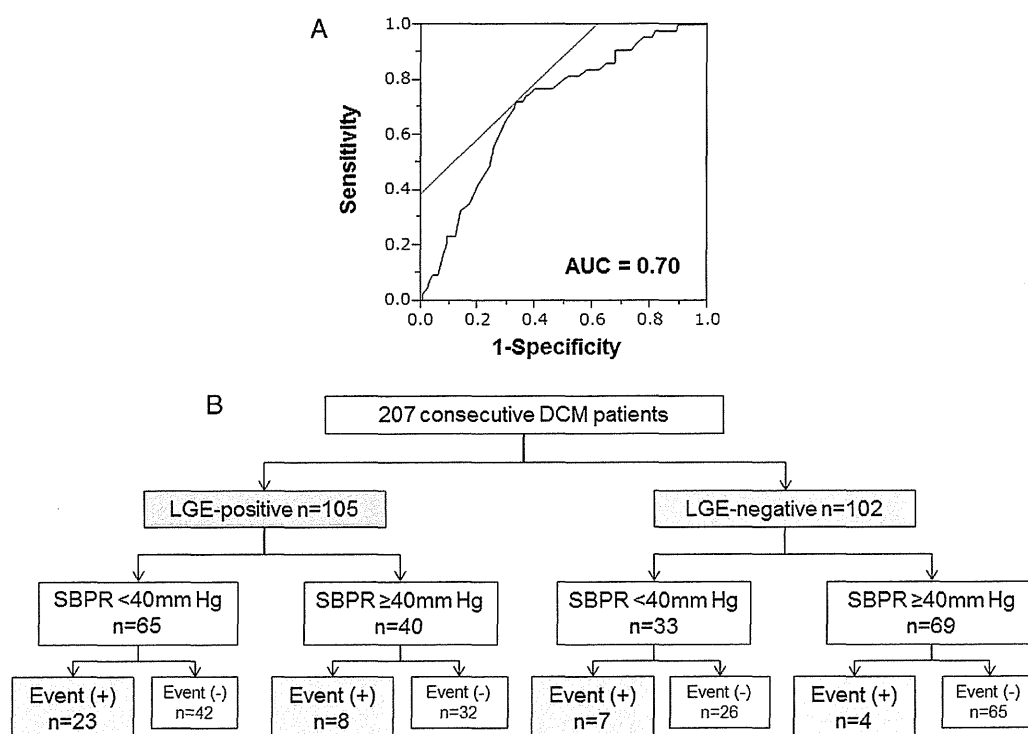 A
1.0
0.8
0.6
0.4
0.2
0.0
Sensitivity
AUC = 0.70
0.0 0.2 0.4 0.6 0.8 1.0
1-Specificity
B
207 consecutive DCM patients
LGE-positive n=105
LGE-negative n=102
SBPR <40mm Hg
n=65
SBPR ≥40mm Hg
n=40
SBPR <40mm Hg
n=33
SBPR ≥40mm Hg
n=69
Event (+)
n=23
Event (-)
n=42
Event (+)
n=8
Event (-)
n=32
Event (+)
n=7
Event (-)
n=26
Event (+)
n=4
Event (-)
n=65